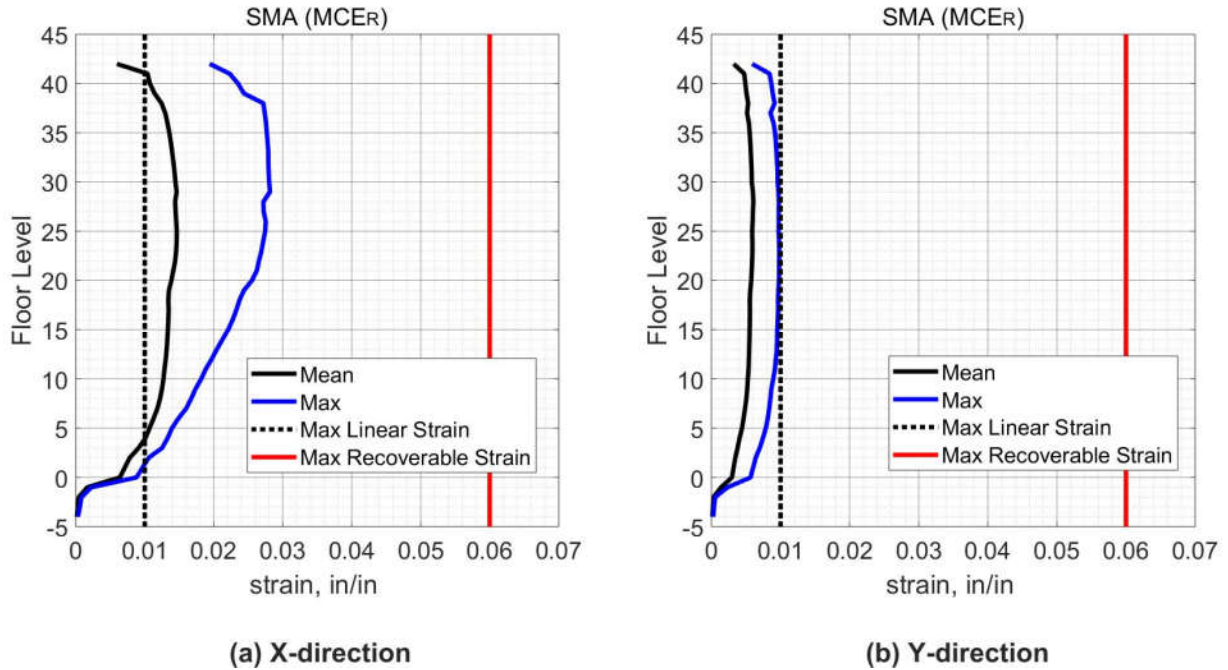 SMA (MCER)
45
40
35
30
25
20
15
10
5
0
-5
Floor Level
Mean
Max
Max Linear Strain
Max Recoverable Strain
0 0.01 0.02 0.03 0.04 0.05 0.06 0.07
strain, in/in
(a) X-direction
SMA (MCER)
45
40
35
30
25
20
15
10
5
0
-5
Floor Level
Mean
Max
Max Linear Strain
Max Recoverable Strain
0 0.01 0.02 0.03 0.04 0.05 0.06 0.07
strain, in/in
(b) Y-direction